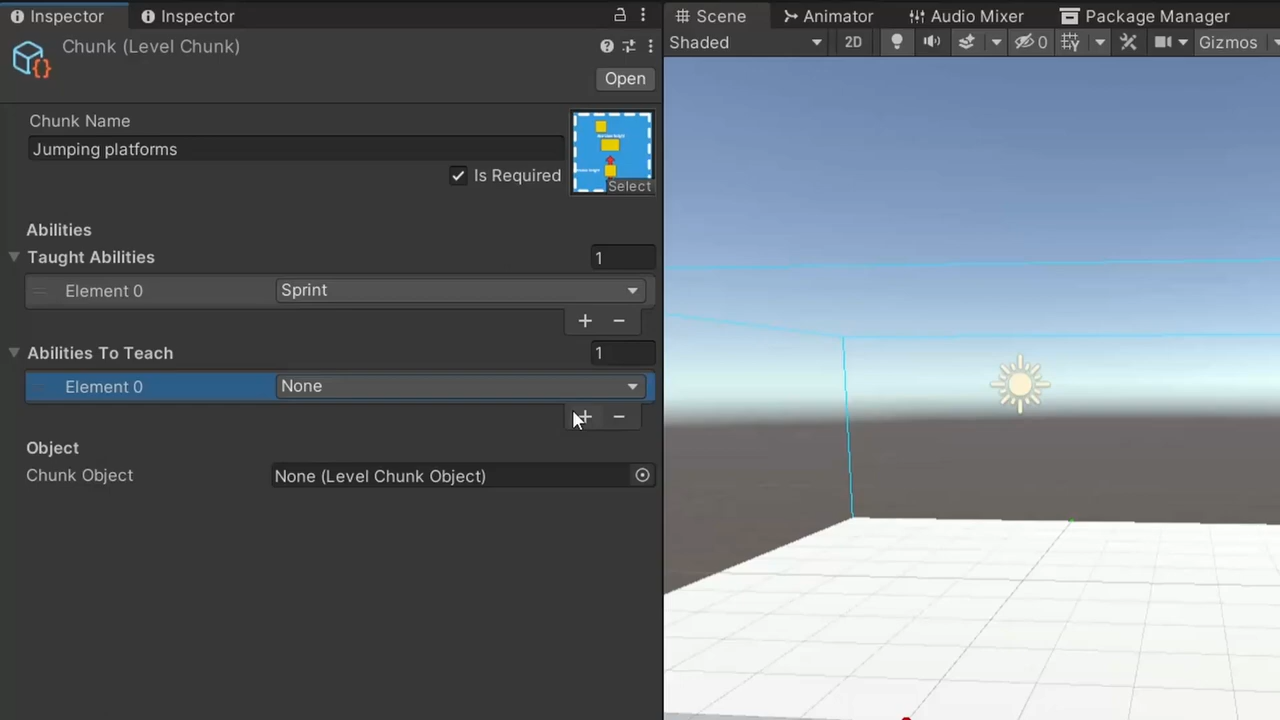 Inspector
Inspector
Scene
Animator
Audio Mixer
Package Manager
Chunk (Level Chunk)
Shaded
2D
0
Gizmos
Open
Chunk Name
Jumping platforms
Is Required
Select
Abilities
Taught Abilities
1
Element 0
Sprint
Abilities To Teach
1
Element 0
None
Object
Chunk Object
None (Level Chunk Object)